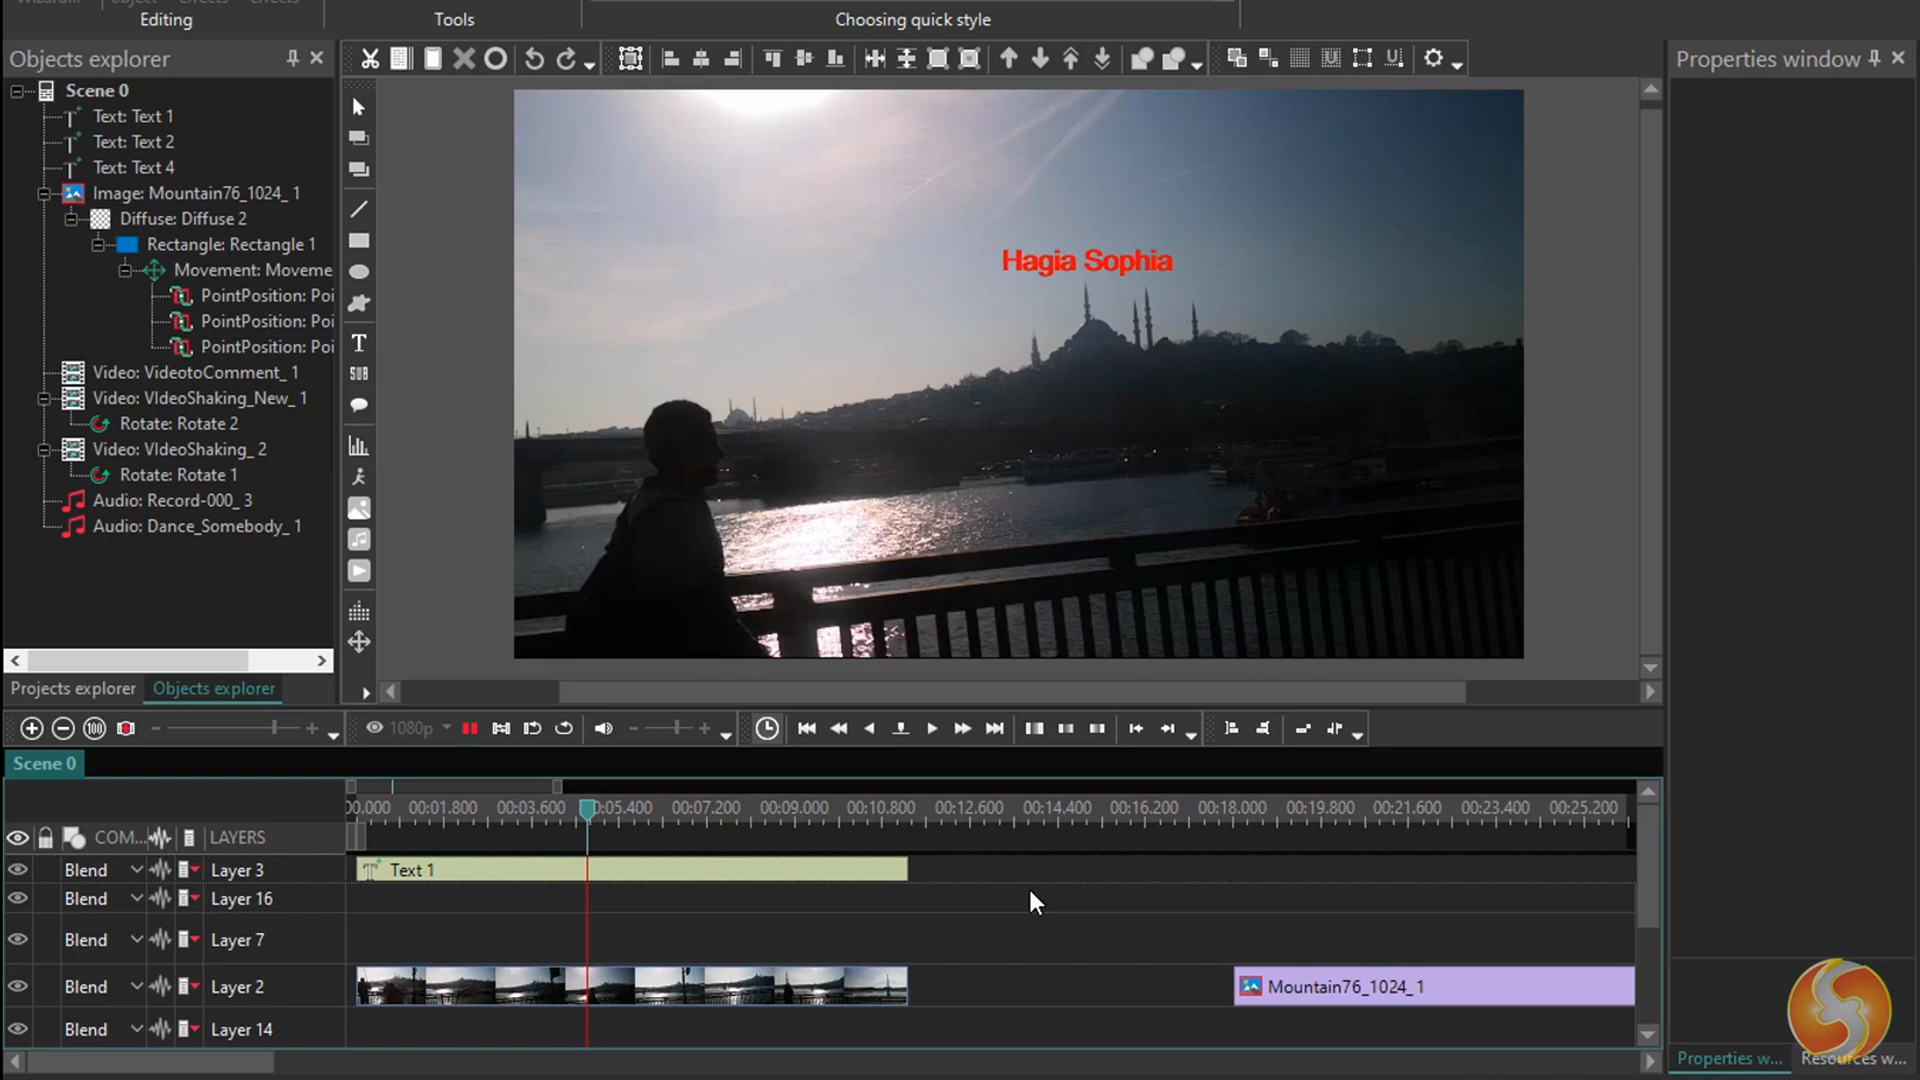 Editing
Tools
Choosing quick style
Objects explorer
Properties window
Scene 0
Text: Text 1
Text: Text 2
Text: Text 4
Image: Mountain76_1024_ 1
Diffuse: Diffuse 2
Rectangle: Rectangle 1
Movement: Moveme
PointPosition: Poi
PointPosition: Poi
PointPosition: Poi
Video: VideotoComment_ 1
Video: VIdeoShaking_New_ 1
Rotate: Rotate 2
Video: VIdeoShaking_ 2
Rotate: Rotate 1
Audio: Record-000_ 3
Audio: Dance_Somebody_ 1
T
SUB
Hagia Sophia
Projects explorer
Objects explorer
100
1080p
Scene 0
00.000
00:01.800
00:03.600
0:05.400
00:07.200
00:09.000
00:10.800
00:12.600
00:14.400
00:16.200
00:18.000
00:19.800
00:21.600
00:23.400
00:25.200
COM...
LAYERS
Blend
Layer 3
Text 1
Blend
Layer 16
Blend
Layer 7
Blend
Layer 2
Mountain76_1024_ 1
Blend
Layer 14
Properties w...
Resources w...